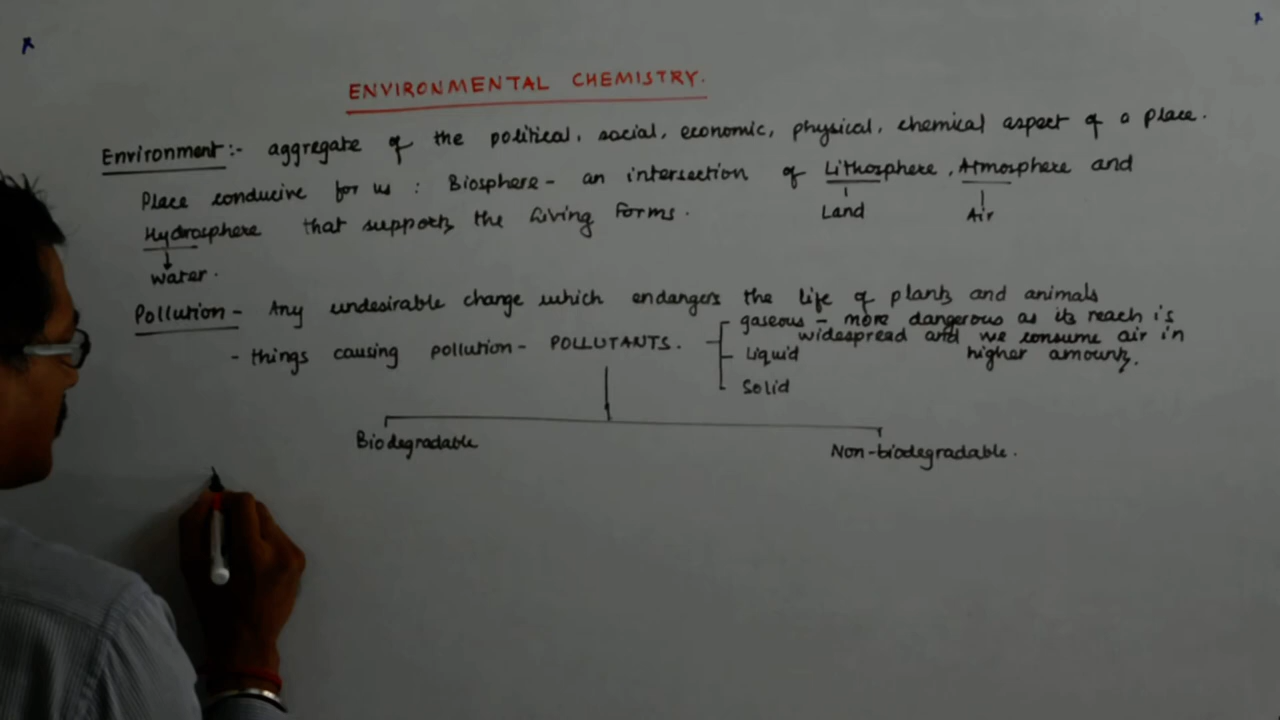 ENVIRONMENTAL CHEMISTRY.
Environment:- aggregate of the political, social, economic, physical, chemical aspect of a place.
Place conducive for us : Biosphere - an intersection of Lithosphere, Atmosphere and
Land Air
Hydrosphere that supports the living forms.
water.
Pollution - Any undesirable change which endangers the life of plants and animals
- things causing pollution - POLLUTANTS.
gaseous - more dangerous as its reach is
widespread and we consume air in
higher amounts.
Liquid
Solid
Biodegradable Non-biodegradable.